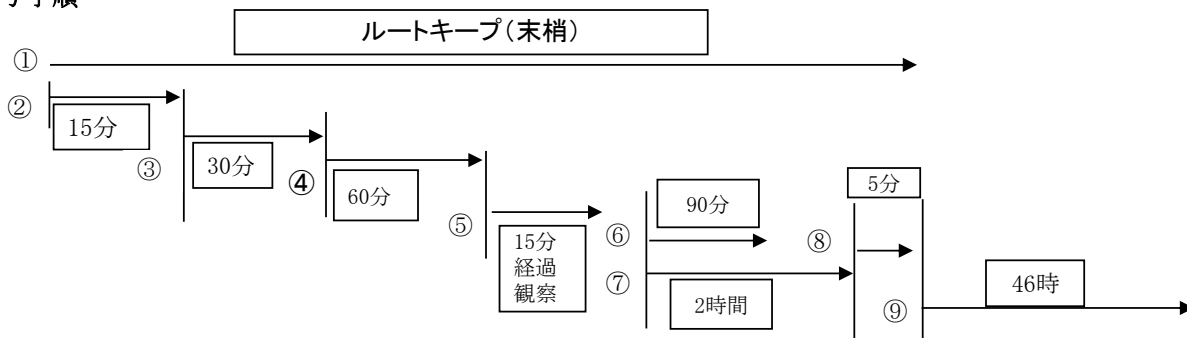 与手順
ルートキープ(末梢)
①
②
15分
③
30分
④
60分
⑤
15分
経過
観察
⑥
90分
⑦
2時間
⑧
5分
⑨
46時